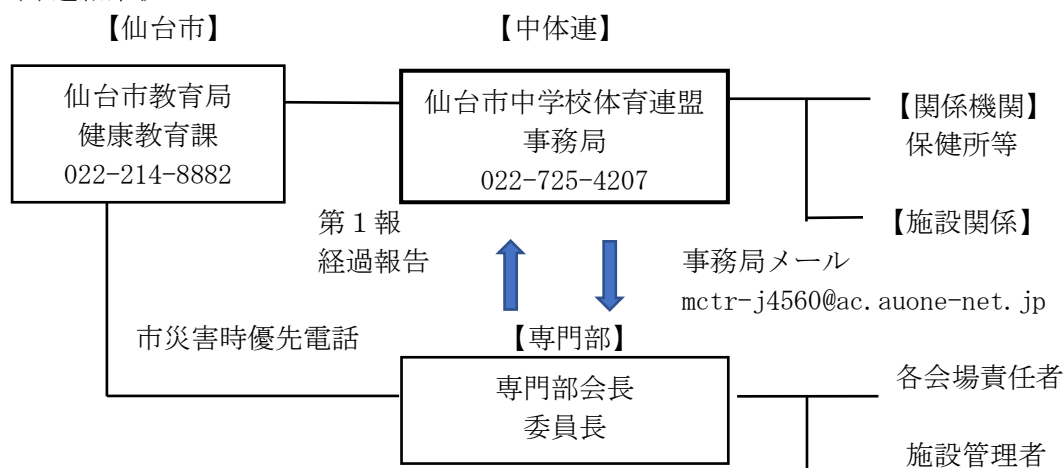 【仙台市】
【中体連】
仙台市教育局
健康教育課
022-214-8882
仙台市中学校体育連盟
事務局
022-725-4207
【関係機関】
保健所等
【施設関係】
第１報
経過報告
事務局メール
mctr-j4560@ac.auone-net.jp
市災害時優先電話
【専門部】
専門部会長
委員長
各会場責任者
施設管理者